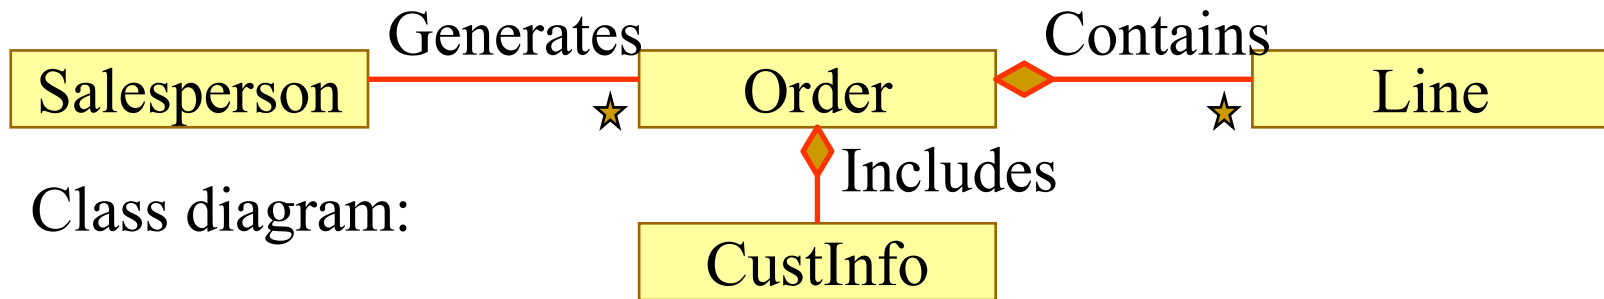 Generates Contains
Salesperson Order Line
Includes
Class diagram:
CustInfo